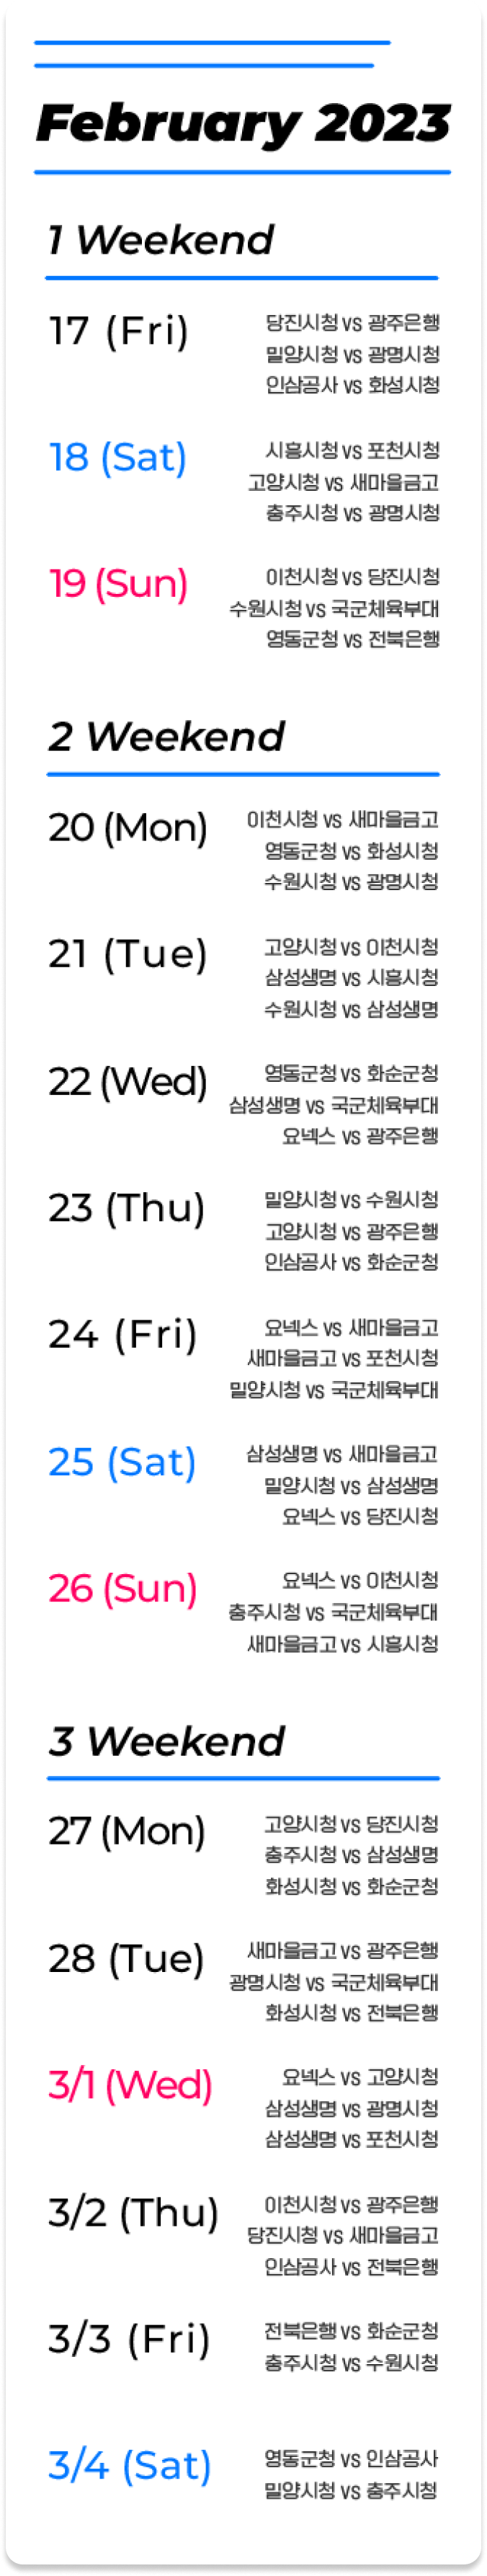 February 2023
1 Weekend
17 (Fri)
당진시청 vs 광주은행
밀양시청 vs 광명시청
인삼공사 vs 화성시청
18 (Sat)
시흥시청 vs 포천시청
고양시청 vs 새마을금고
충주시청 vs 광명시청
19 (Sun)
이천시청 vs 당진시청
수원시청 vs 국군체육부대
영동군청 vs 전북은행
2 Weekend
20 (Mon)
이천시청 vs 새마을금고
영동군청 vs 화성시청
수원시청 vs 광명시청
21 (Tue)
고양시청 vs 이천시청
삼성생명 vs 시흥시청
수원시청 vs 삼성생명
22 (Wed)
영동군청 vs 화순군청
삼성생명 vs 국군체육부대
요넥스 vs 광주은행
23 (Thu)
밀양시청 vs 수원시청
고양시청 vs 광주은행
인삼공사 vs 화순군청
24 (Fri)
요넥스 vs 새마을금고
새마을금고 vs 포천시청
밀양시청 vs 국군체육부대
25 (Sat)
삼성생명 vs 새마을금고
밀양시청 vs 삼성생명
요넥스 vs 당진시청
26 (Sun)
요넥스 vs 이천시청
충주시청 vs 국군체육부대
새마을금고 vs 시흥시청
3 Weekend
27 (Mon)
고양시청 vs 당진시청
충주시청 vs 삼성생명
화성시청 vs 화순군청
28 (Tue)
새마을금고 vs 광주은행
광명시청 vs 국군체육부대
화성시청 vs 전북은행
3/1 (Wed)
요넥스 vs 고양시청
삼성생명 vs 광명시청
삼성생명 vs 포천시청
3/2 (Thu)
이천시청 vs 광주은행
당진시청 vs 새마을금고
인삼공사 vs 전북은행
3/3 (Fri)
전북은행 vs 화순군청
충주시청 vs 수원시청
3/4 (Sat)
영동군청 vs 인삼공사
밀양시청 vs 충주시청